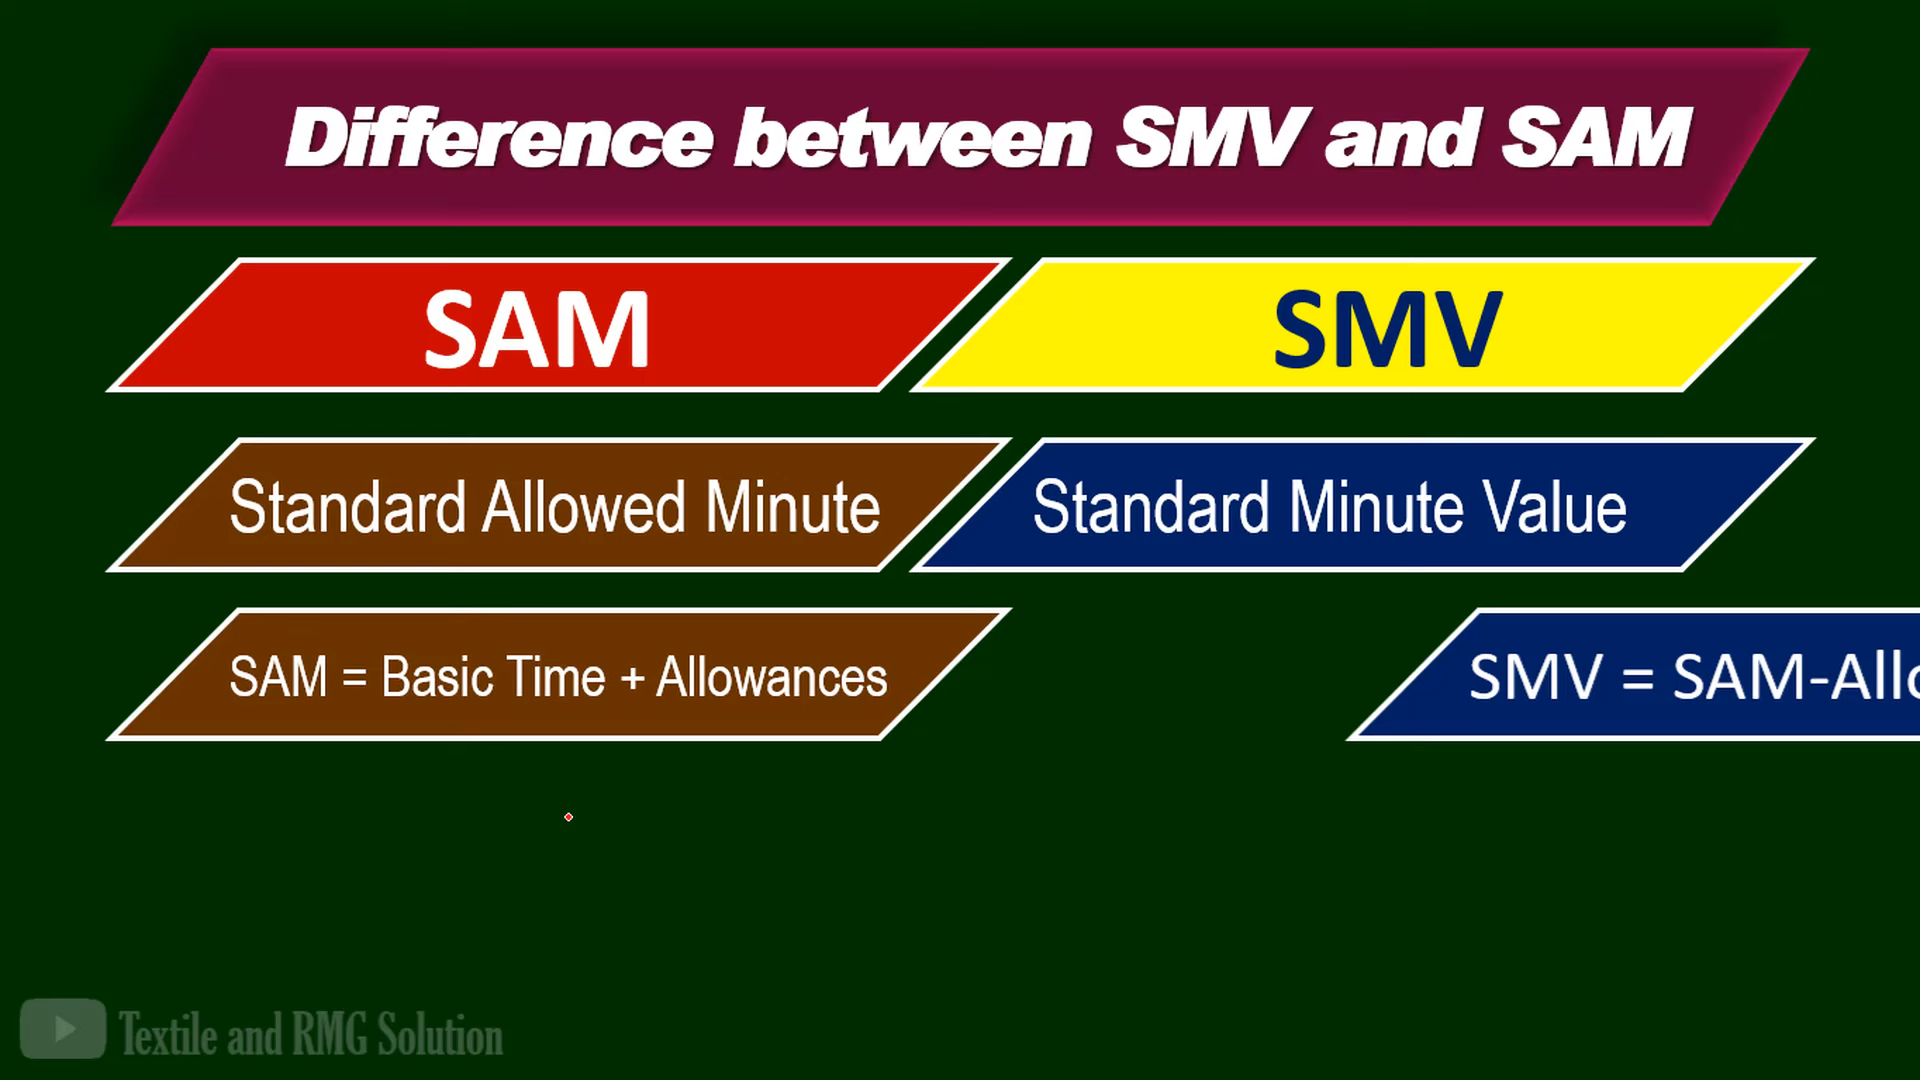 Difference between SMV and SAM
SAM
SMV
Standard Allowed Minute
Standard Minute Value
SAM = Basic Time + Allowances
SMV = SAM-Allo
Textile and RMG Solution